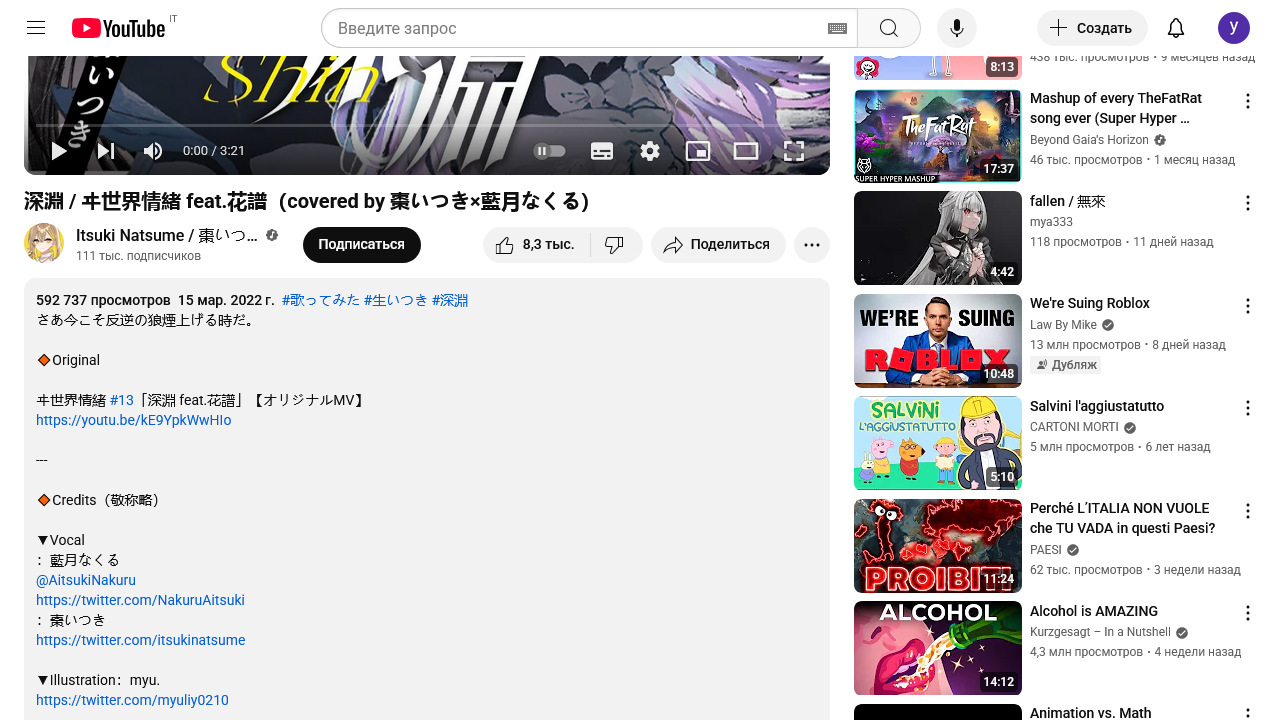 YouTube IT
Введите запрос
Создать
У
いつき
Shin
深淵
0:00 / 3:21
深淵 / ヰ世界情緒 feat.花譜（covered by 棗いつき×藍月なくる）
Itsuki Natsume / 棗いつ...
111 тыс. подписчиков
Подписаться
8,3 тыс.
Поделиться
592 737 просмотров 15 мар. 2022 г. #歌ってみた #生いつき #深淵
さあ今こそ反逆の狼煙上げる時だ。
🔶Original
ヰ世界情緒 #13「深淵 feat.花譜」【オリジナルMV】
https://youtu.be/kE9YpkWwHIo
---
🔶Credits（敬称略）
▼Vocal
：藍月なくる
@AitsukiNakuru
https://twitter.com/NakuruAitsuki
：棗いつき
https://twitter.com/itsukinatsume
▼Illustration：myu.
https://twitter.com/myuliy0210
8:13
438 тыс. просмотров • 9 месяцев назад
THEFATRAT
SUPER HYPER MASHUP
17:37
Mashup of every TheFatRat
song ever (Super Hyper ...
Beyond Gaia's Horizon
46 тыс. просмотров • 1 месяц назад
4:42
fallen / 無來
mya333
118 просмотров • 11 дней назад
WE'RE SUING
ROBLOX
10:48
We're Suing Roblox
Law By Mike
13 млн просмотров • 8 дней назад
Дубляж
SALVINI
L'AGGIUSTATUTTO
5:10
Salvini l'aggiustatutto
CARTONI MORTI
5 млн просмотров • 6 лет назад
PROIBITI
11:24
Perché L'ITALIA NON VUOLE
che TU VADA in questi Paesi?
PAESI
62 тыс. просмотров • 3 недели назад
ALCOHOL
14:12
Alcohol is AMAZING
Kurzgesagt – In a Nutshell
4,3 млн просмотров • 4 недели назад
Animation vs. Math